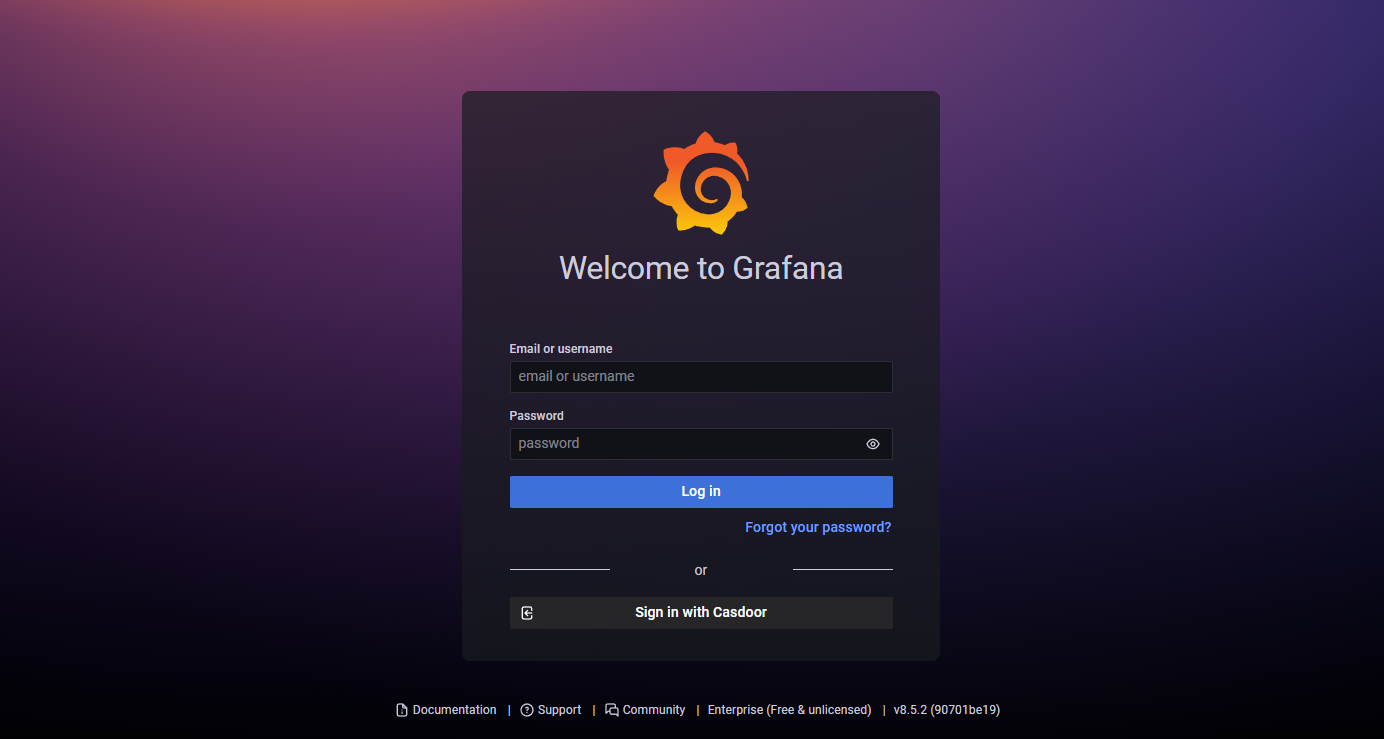 Welcome to Grafana
Email or username
email or username
Password
password
Log in
Forgot your password?
or
Sign in with Casdoor
Documentation | Support | Community | Enterprise (Free & unlicensed) | v8.5.2 (90701be19)